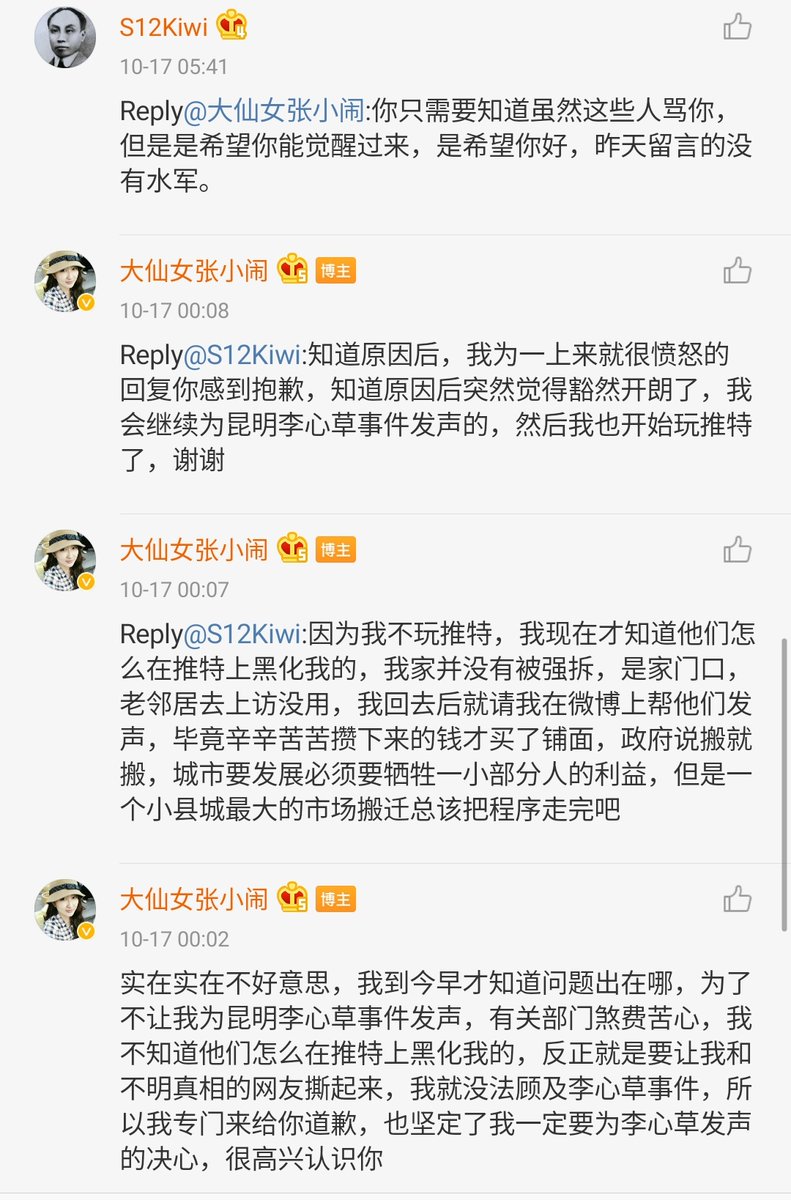 S12Kiwi 4
10-17 05:41
Reply@大仙女张小闹:你只需要知道虽然这些人骂你，
但是是希望你能觉醒过来，是希望你好，昨天留言的没
有水军。
大仙女张小闹 5 博主
10-17 00:08
Reply@S12Kiwi:知道原因后，我为一上来就很愤怒的
回复你感到抱歉，知道原因后突然觉得豁然开朗了，我
会继续为昆明李心草事件发声的，然后我也开始玩推特
了，谢谢
大仙女张小闹 5 博主
10-17 00:07
Reply@S12Kiwi:因为我不玩推特，我现在才知道他们怎
么在推特上黑化我的，我家并没有被强拆，是家门口，
老邻居去上访没用，我回去后就请我在微博上帮他们发
声，毕竟辛辛苦苦攒下来的钱才买了铺面，政府说搬就
搬，城市要发展必须要牺牲一小部分人的利益，但是一
个小县城最大的市场搬迁总该把程序走完吧
大仙女张小闹 5 博主
10-17 00:02
实在实在不好意思，我到今早才知道问题出在哪，为了
不让我为昆明李心草事件发声，有关部门煞费苦心，我
不知道他们怎么在推特上黑化我的，反正就是要让我和
不明真相的网友撕起来，我就没法顾及李心草事件，所
以我专门来给你道歉，也坚定了我一定要为李心草发声
的决心，很高兴认识你